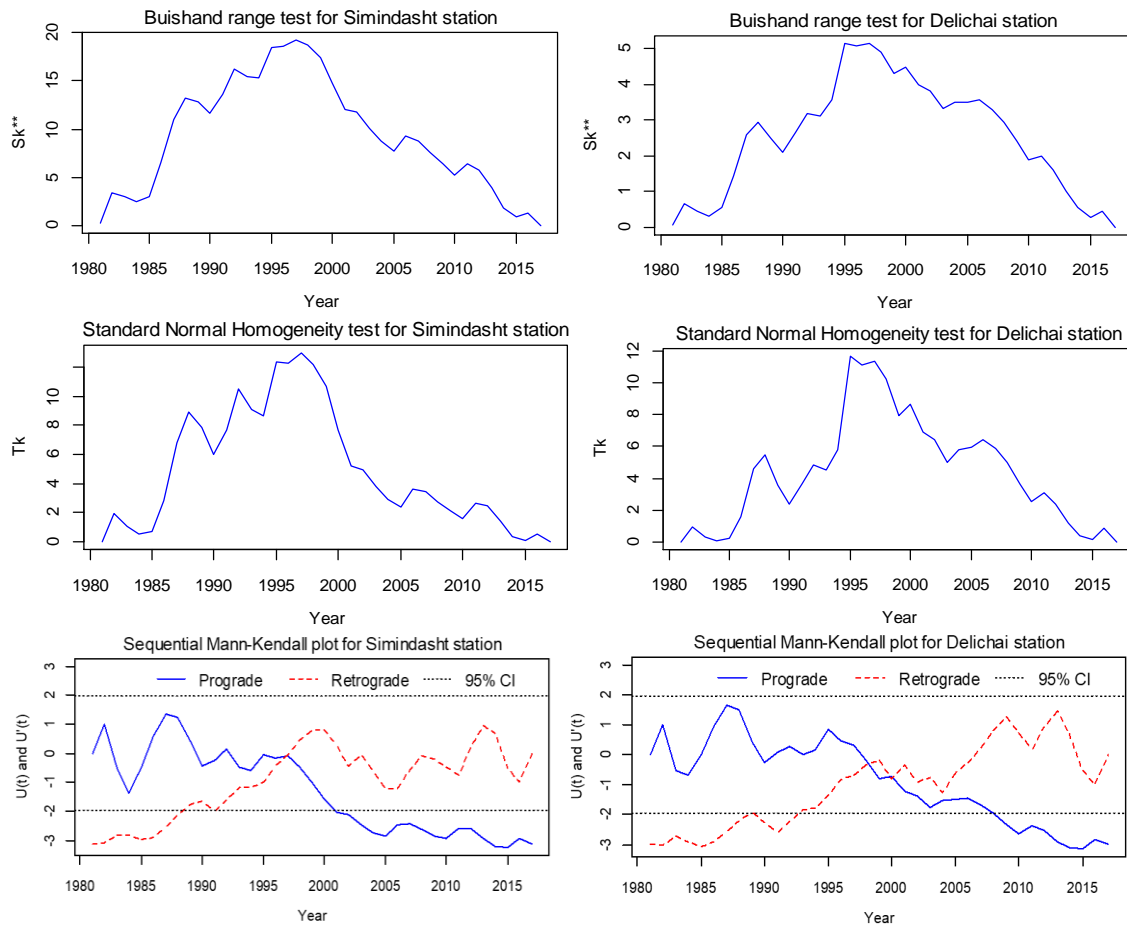 Buishand range test for Simindasht station
Sk**
20
15
10
5
0
1980 1985 1990 1995 2000 2005 2010 2015
Year
Buishand range test for Delichai station
Sk**
5
4
3
2
1
0
1980 1985 1990 1995 2000 2005 2010 2015
Year
Standard Normal Homogeneity test for Simindasht station
Tk
10
8
6
4
2
0
1980 1985 1990 1995 2000 2005 2010 2015
Year
Standard Normal Homogeneity test for Delichai station
Tk
12
10
8
6
4
2
0
1980 1985 1990 1995 2000 2005 2010 2015
Year
Sequential Mann-Kendall plot for Simindasht station
U(t) and U'(t)
3
2
1
0
-1
-2
-3
Prograde Retrograde 95% CI
1980 1985 1990 1995 2000 2005 2010 2015
Year
Sequential Mann-Kendall plot for Delichai station
U(t) and U'(t)
3
2
1
0
-1
-2
-3
Prograde Retrograde 95% CI
1980 1985 1990 1995 2000 2005 2010 2015
Year